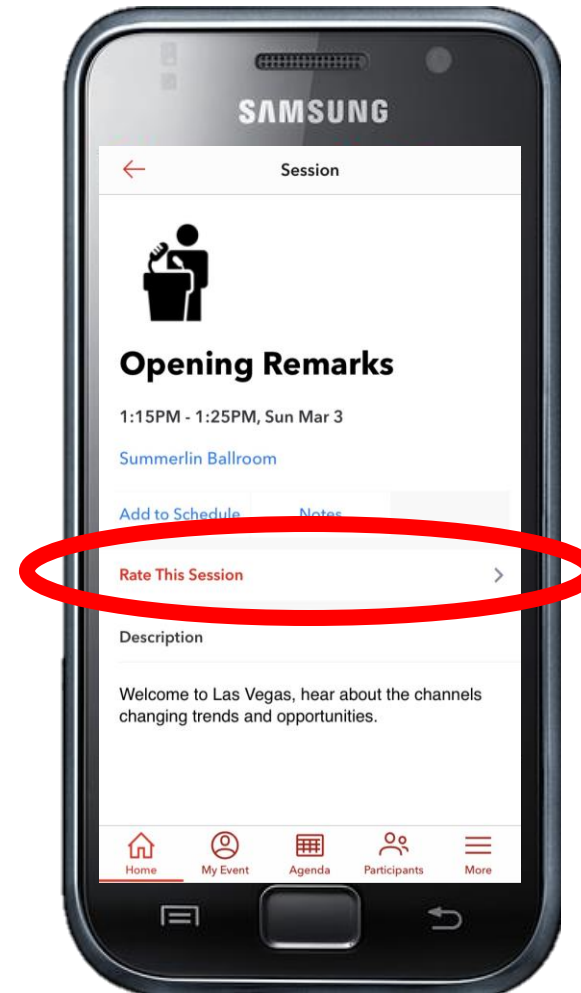 SAMSUNG
Session
Opening Remarks
1:15PM - 1:25PM, Sun Mar 3
Summerlin Ballroom
Add to Schedule Notes
Rate This Session
Description
Welcome to Las Vegas, hear about the channels
changing trends and opportunities.
Home My Event Agenda Participants More